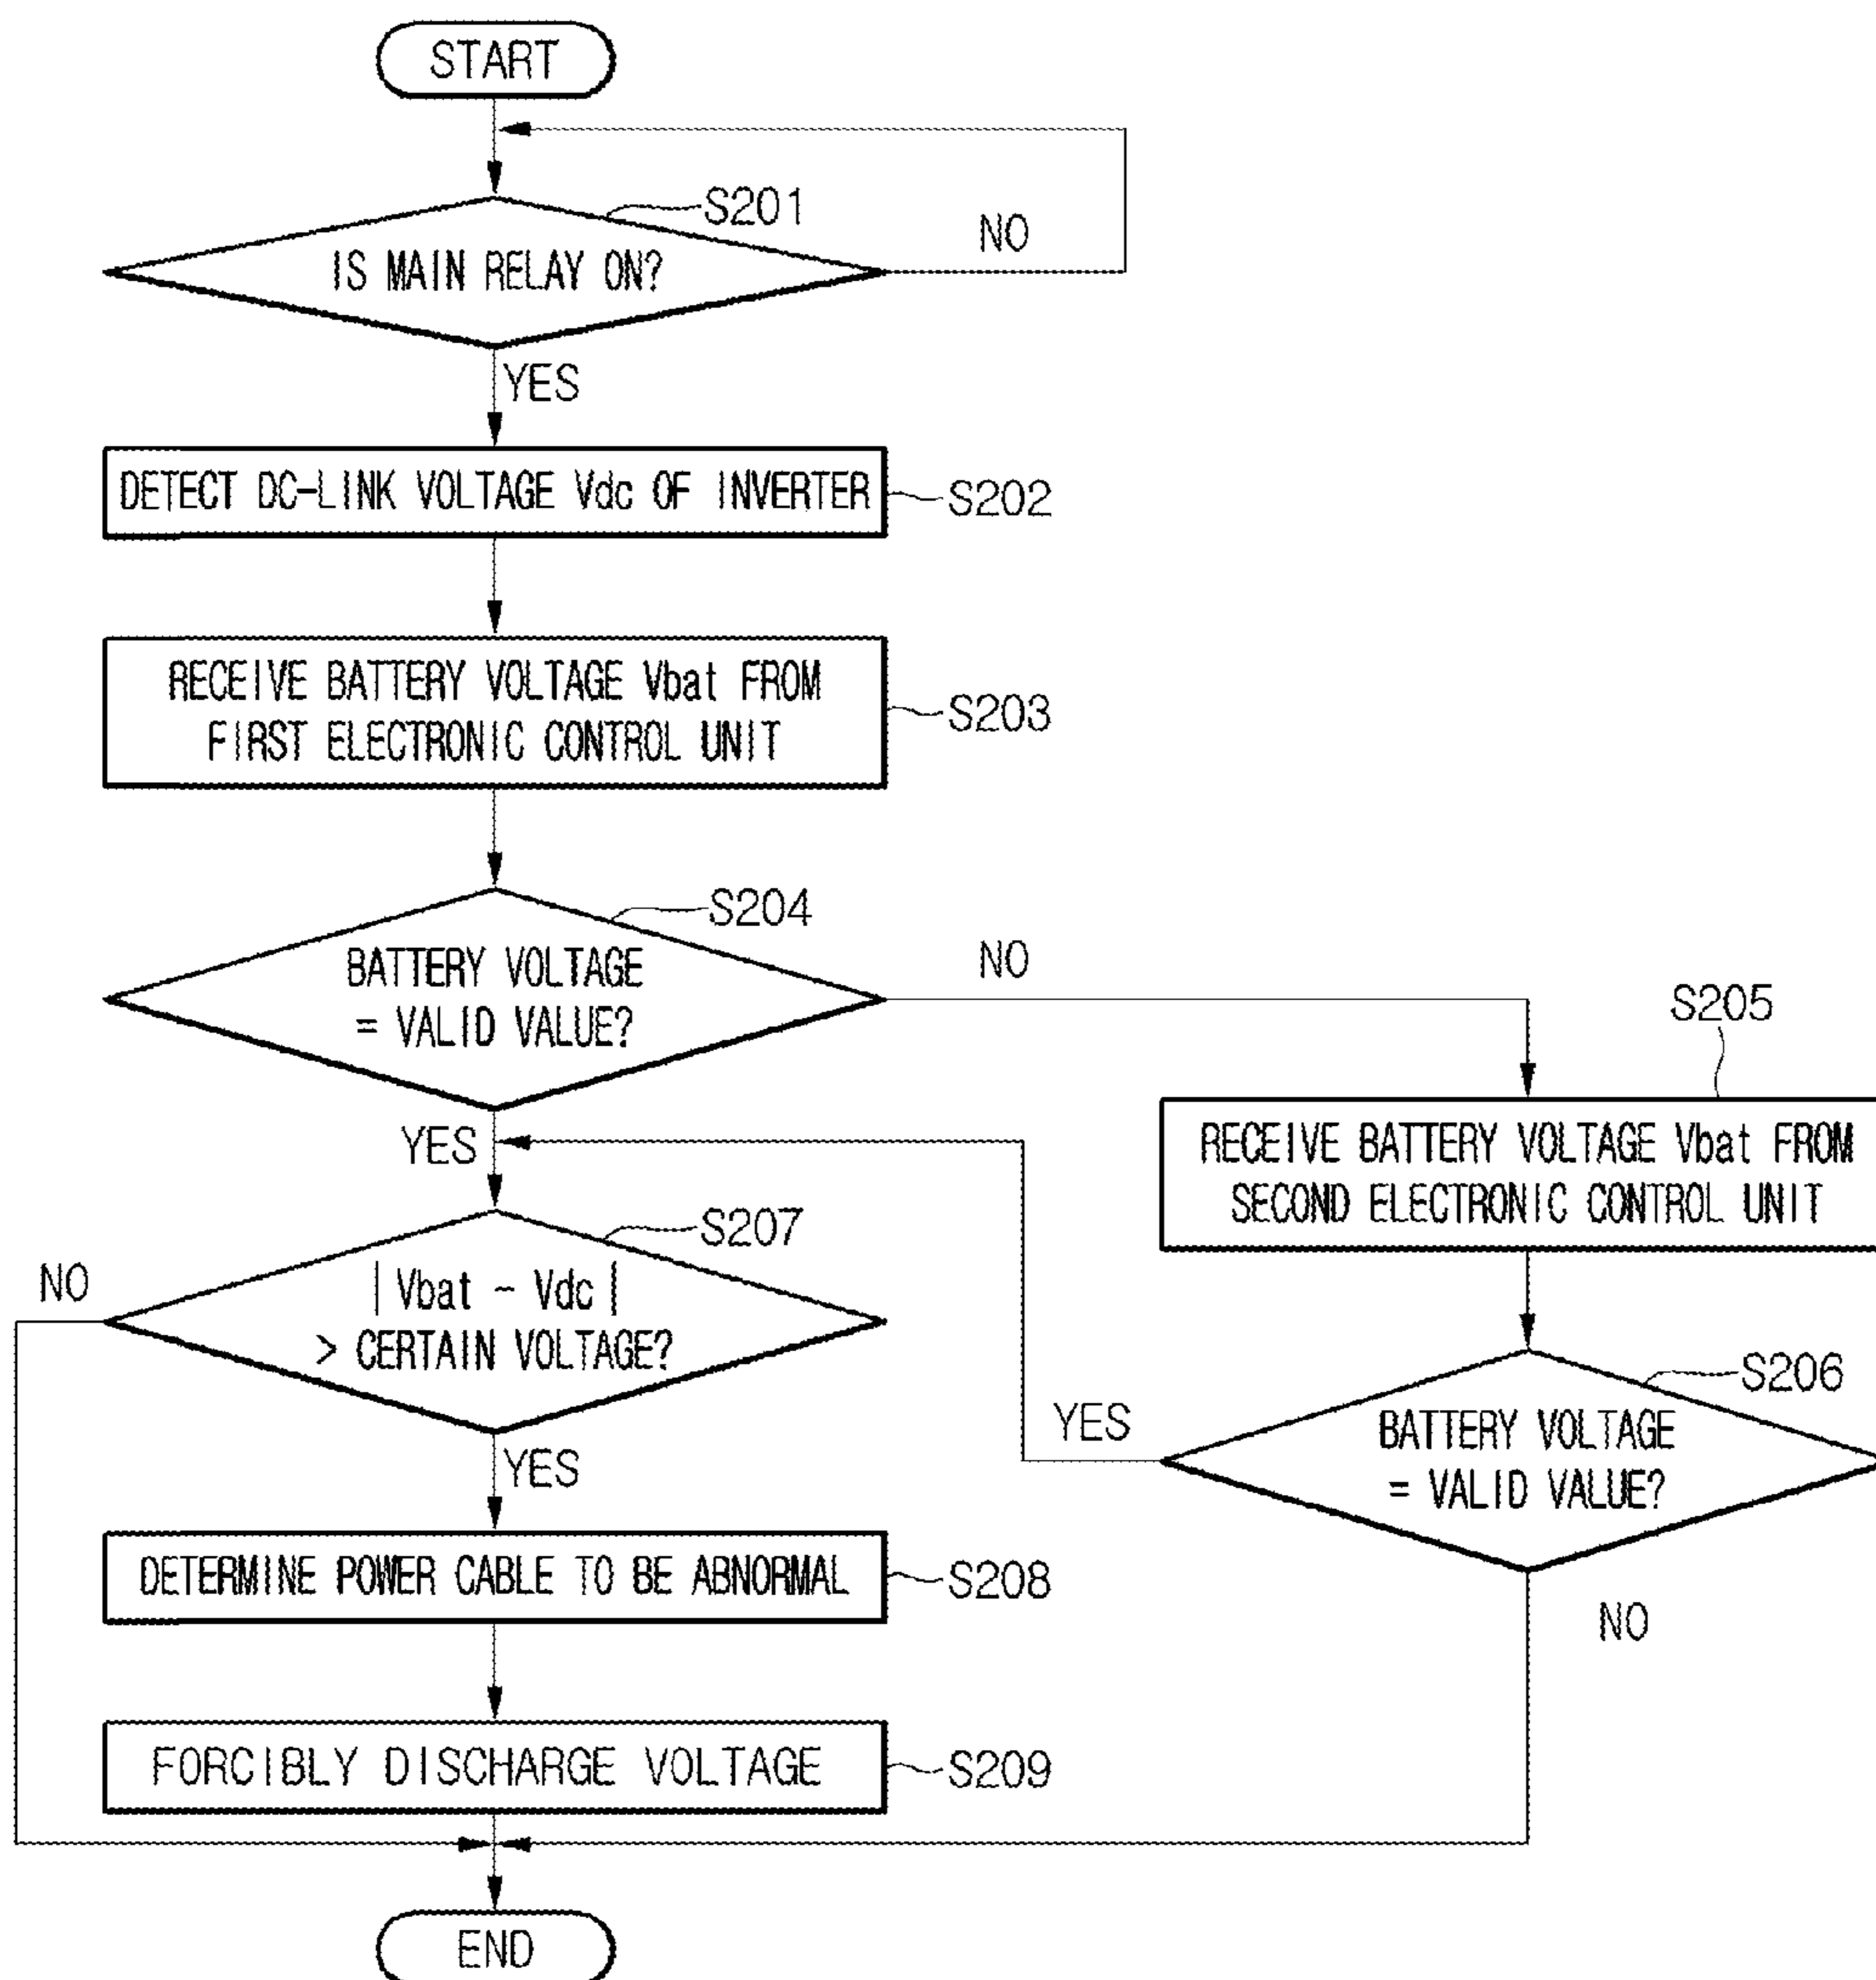 START
S201
IS MAIN RELAY ON?
NO
YES
DETECT DC-LINK VOLTAGE Vdc OF INVERTER
S202
RECEIVE BATTERY VOLTAGE Vbat FROM
FIRST ELECTRONIC CONTROL UNIT
S203
S204
BATTERY VOLTAGE
= VALID VALUE?
NO
YES
S205
RECEIVE BATTERY VOLTAGE Vbat FROM
SECOND ELECTRONIC CONTROL UNIT
S207
| Vbat - Vdc |
> CERTAIN VOLTAGE?
NO
YES
S206
BATTERY VOLTAGE
= VALID VALUE?
YES
NO
DETERMINE POWER CABLE TO BE ABNORMAL
S208
FORCIBLY DISCHARGE VOLTAGE
S209
END